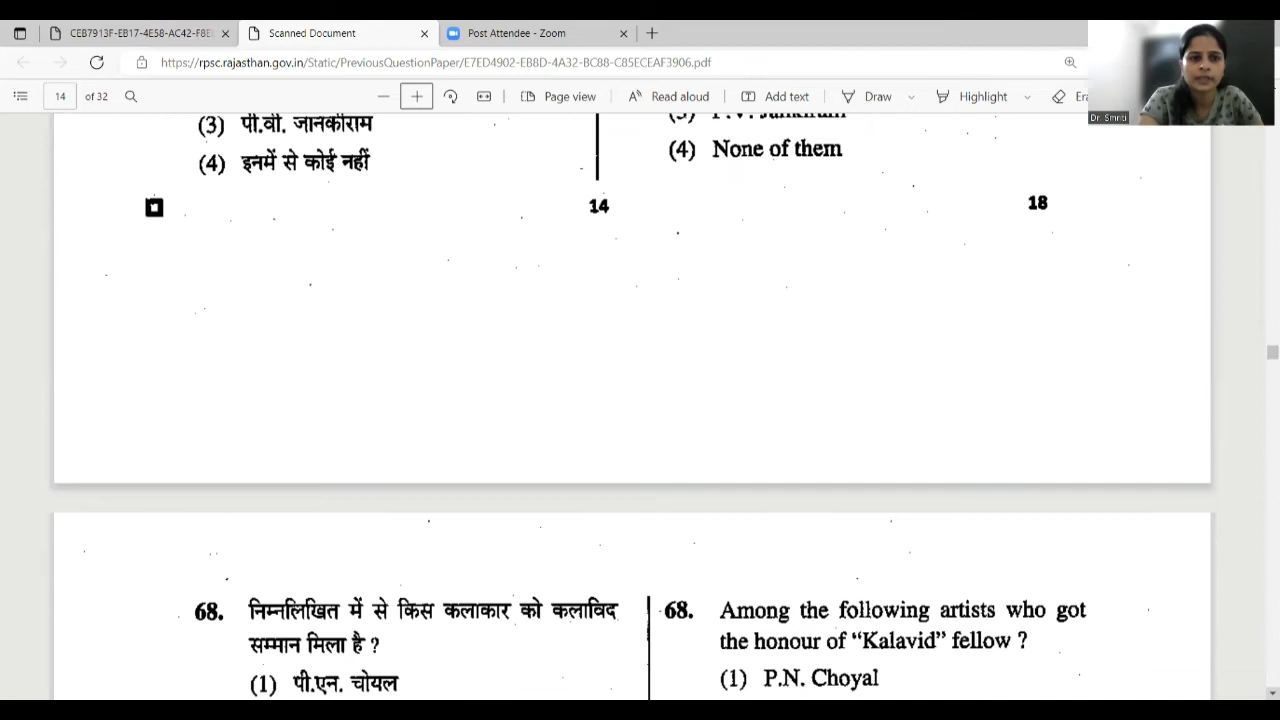 CEB7913F-EB17-4E58-AC42-F8E
Scanned Document
Post Attendee - Zoom
https://rpsc.rajasthan.gov.in/Static/PreviousQuestionPaper/E7ED4902-EB8D-4A32-BC88-C85ECEAF3906.pdf
14 of 32
Page view
Read aloud
Add text
Draw
Highlight
Era
Dr. Smriti
(3) पी.वी. जानकीराम
(4) इनमें से कोई नहीं
(4) None of them
14
18
68. निम्नलिखित में से किस कलाकार को कलाविद
सम्मान मिला है ?
(1) पी.एन. चोयल
68. Among the following artists who got
the honour of “Kalavid” fellow ?
(1) P.N. Choyal